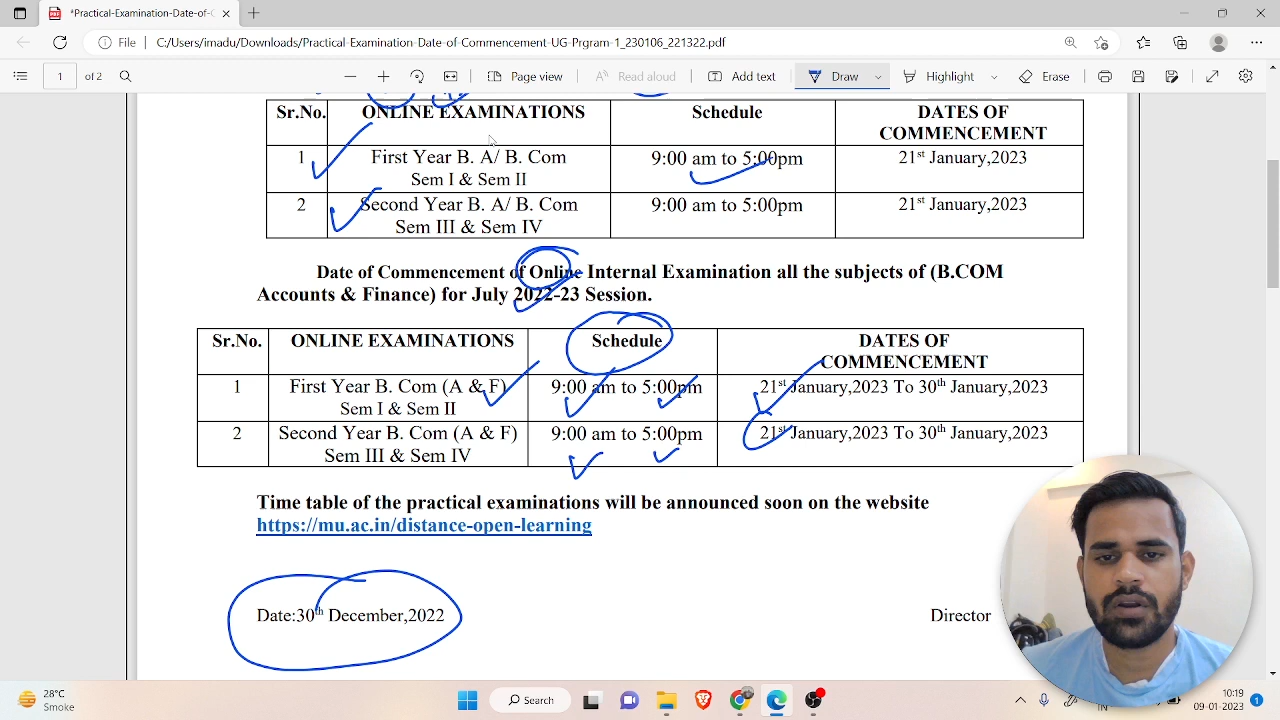 *Practical-Examination-Date-of-C
File C:/Users/imadu/Downloads/Practical-Examination-Date-of-Commencement-UG-Prgram-1_230106_221322.pdf
1 of 2 Page view Read aloud Add text Draw Highlight Erase
Sr.No. ONLINE EXAMINATIONS Schedule DATES OF COMMENCEMENT
1 First Year B. A/ B. Com 9:00 am to 5:00pm 21st January,2023
Sem I & Sem II
2 Second Year B. A/ B. Com 9:00 am to 5:00pm 21st January,2023
Sem III & Sem IV
Date of Commencement of Online Internal Examination all the subjects of (B.COM
Accounts & Finance) for July 2022-23 Session.
Sr.No. ONLINE EXAMINATIONS Schedule DATES OF COMMENCEMENT
1 First Year B. Com (A & F) 9:00 am to 5:00pm 21st January,2023 To 30th January,2023
Sem I & Sem II
2 Second Year B. Com (A & F) 9:00 am to 5:00pm 21st January,2023 To 30th January,2023
Sem III & Sem IV
Time table of the practical examinations will be announced soon on the website
https://mu.ac.in/distance-open-learning
Date:30th December,2022 Director
28°C
Smoke
Search
IN
10:19
09-01-2023 1